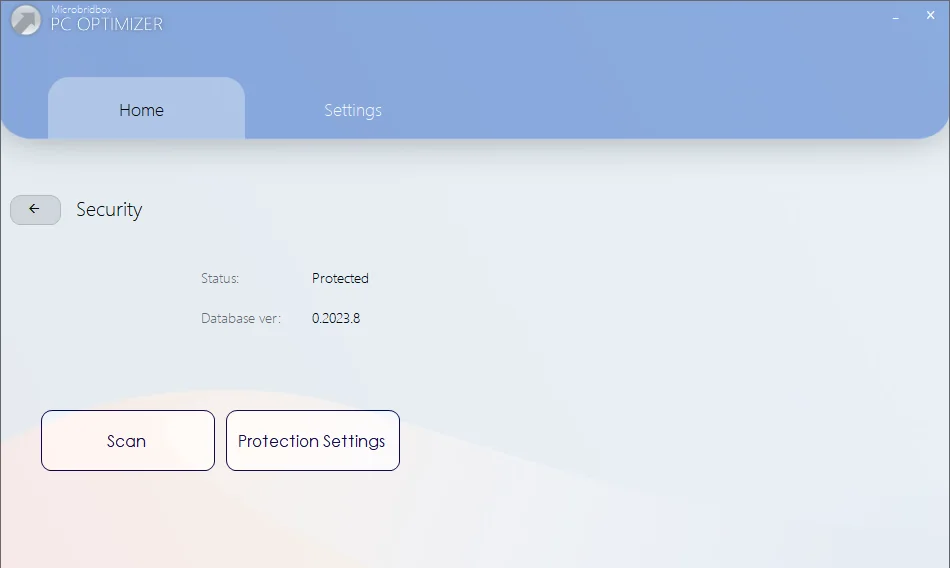 Microbridbox
PC OPTIMIZER
Home
Settings
Security
Status: Protected
Database ver: 0.2023.8
Scan
Protection Settings